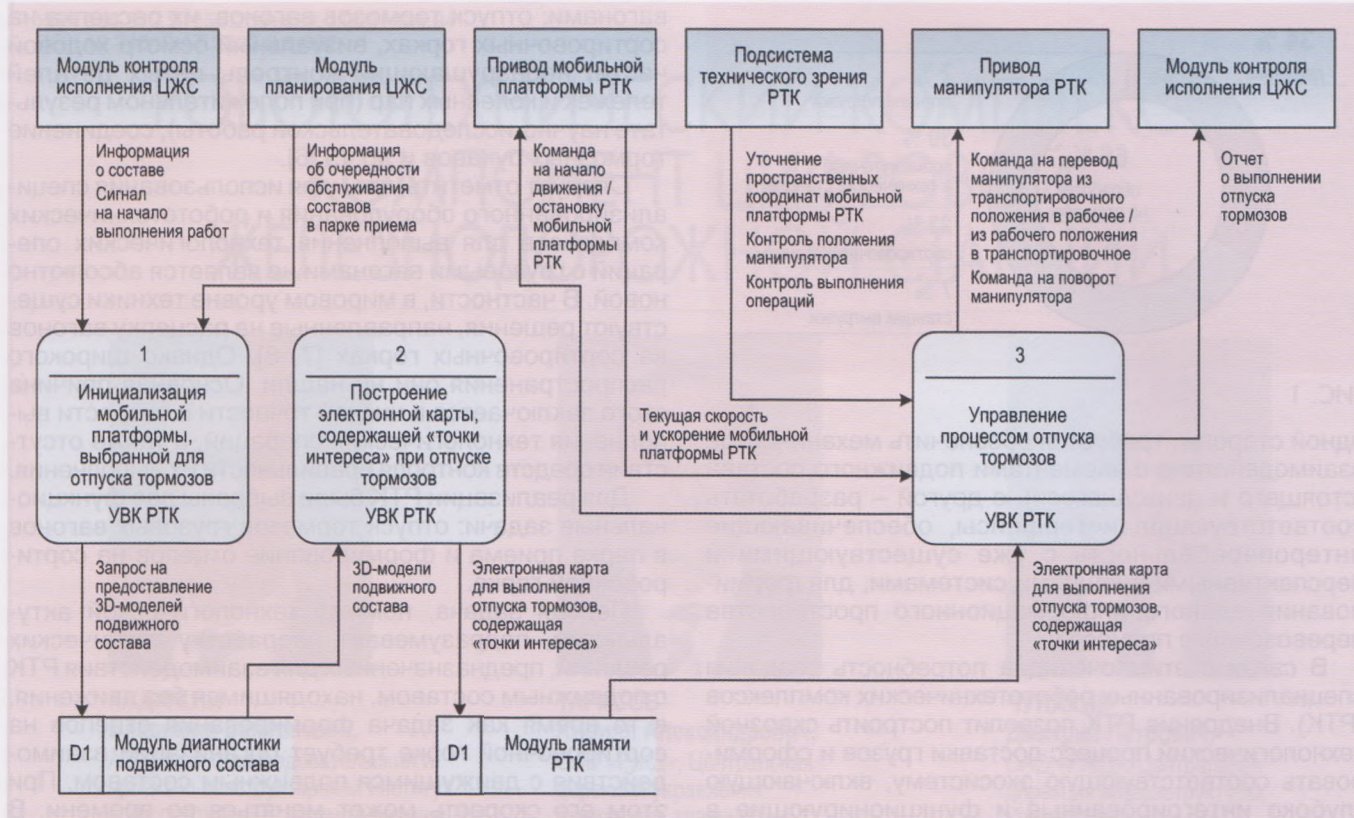 Модуль контроля
исполнения ЦЖС
Модуль
планирования ЦЖС
Привод мобильной
платформы РТК
Подсистема
технического зрения
РТК
Привод
манипулятора РТК
Модуль контроля
исполнения ЦЖС
Информация
о составе
Сигнал
на начало
выполнения работ
Информация
об очередности
обслуживания
составов
в парке приема
Команда
на начало
движения /
остановку
мобильной
платформы
РТК
Уточнение
пространственных
координат мобильной
платформы РТК
Контроль положения
манипулятора
Контроль выполнения
операций
Команда на перевод
манипулятора из
транспортировочного
положения в рабочее /
из рабочего положения
в транспортировочное
Команда на поворот
манипулятора
Отчет
о выполнении
отпуска
тормозов
1
Инициализация
мобильной
платформы,
выбранной для
отпуска тормозов
УВК РТК
2
Построение
электронной карты,
содержащей «точки
интереса» при отпуске
тормозов
УВК РТК
Текущая скорость
и ускорение мобильной
платформы РТК
3
Управление
процессом отпуска
тормозов
УВК РТК
Запрос на
предоставление
3D-моделей
подвижного
состава
3D-модели
подвижного
состава
Электронная карта
для выполнения
отпуска тормозов,
содержащая
«точки интереса»
Электронная карта
для выполнения
отпуска тормозов,
содержащая
«точки интереса»
D1
Модуль диагностики
подвижного состава
D1
Модуль памяти
РТК